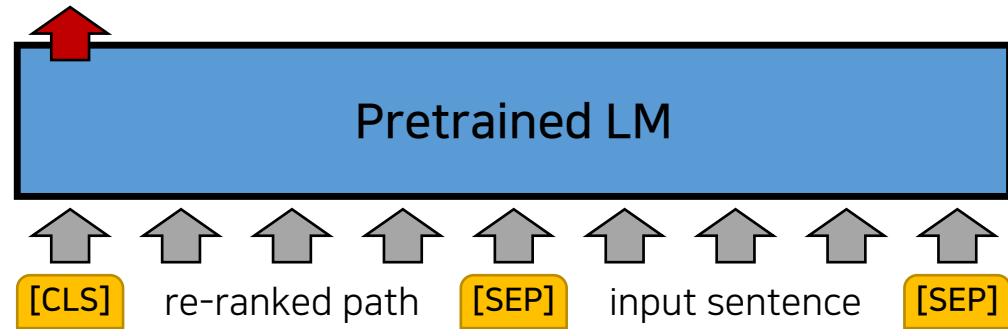 Pretrained LM
[CLS] re-ranked path [SEP] input sentence [SEP]